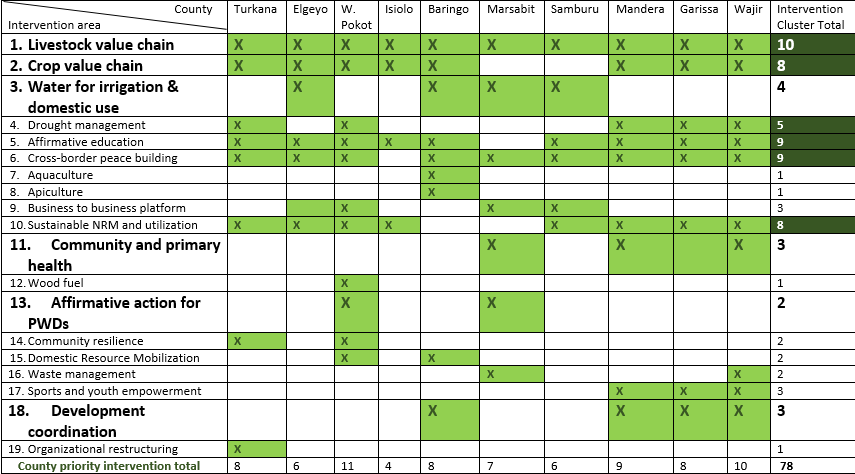 County Turkana Elgeyo W. Isiolo Baringo Marsabit Samburu Mandera Garissa Wajir Intervention
Intervention area Pokot Cluster Total
1. Livestock value chain X X X X X X X X X X 10
2. Crop value chain X X X X X X X X 8
3. Water for irrigation & X X X X 4
domestic use
4. Drought management X X X X X 5
5. Affirmative education X X X X X X X X X 9
6. Cross-border peace building X X X X X X X X X 9
7. Aquaculture X 1
8. Apiculture X 1
9. Business to business platform X X X 3
10. Sustainable NRM and utilization X X X X X X X X 8
11. Community and primary X X X 3
health
12. Wood fuel X 1
13. Affirmative action for X X 2
PWDs
14. Community resilience X X 2
15. Domestic Resource Mobilization X X 2
16. Waste management X X 2
17. Sports and youth empowerment X X X 3
18. Development X X X X 3
coordination
19. Organizational restructuring X 1
County priority intervention total 8 6 11 4 8 7 6 9 8 10 78